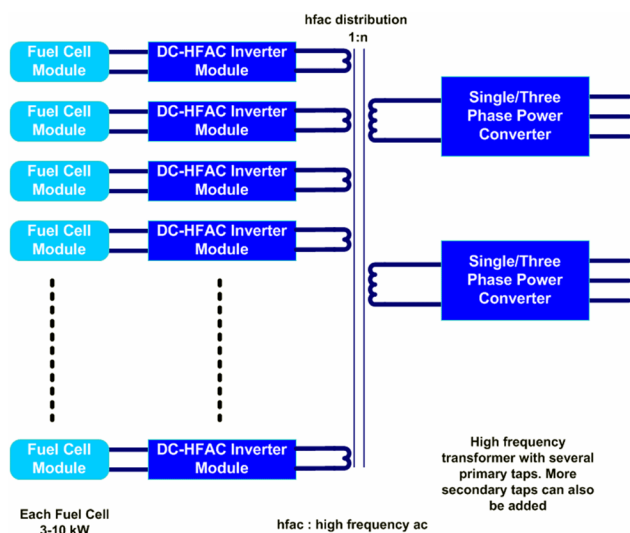 hfac distribution
1:n
Fuel Cell
Module
DC-HFAC Inverter
Module
Fuel Cell
Module
DC-HFAC Inverter
Module
Fuel Cell
Module
DC-HFAC Inverter
Module
Fuel Cell
Module
DC-HFAC Inverter
Module
Fuel Cell
Module
DC-HFAC Inverter
Module
Single/Three
Phase Power
Converter
Single/Three
Phase Power
Converter
High frequency
transformer with several
primary taps. More
secondary taps can also
be added
Each Fuel Cell
3-10 kW
hfac : high frequency ac